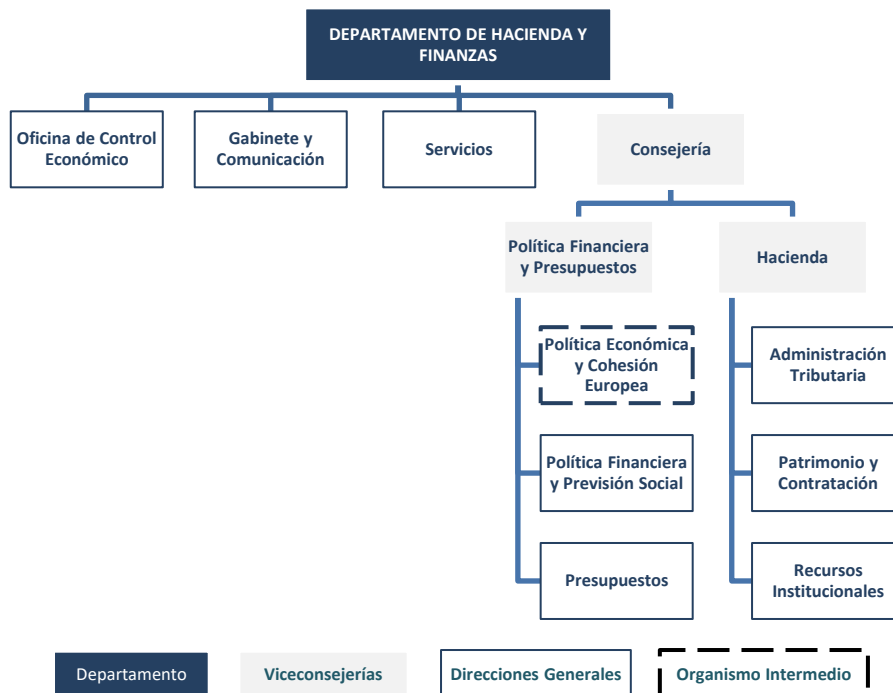 DEPARTAMENTO DE HACIENDA Y
FINANZAS
Oficina de Control
Económico
Gabinete y
Comunicación
Servicios
Consejería
Política Financiera
y Presupuestos
Hacienda
Política Económica
y Cohesión
Europea
Administración
Tributaria
Política Financiera
y Previsión Social
Patrimonio y
Contratación
Presupuestos
Recursos
Institucionales
Departamento
Viceconsejerías
Direcciones Generales
Organismo Intermedio